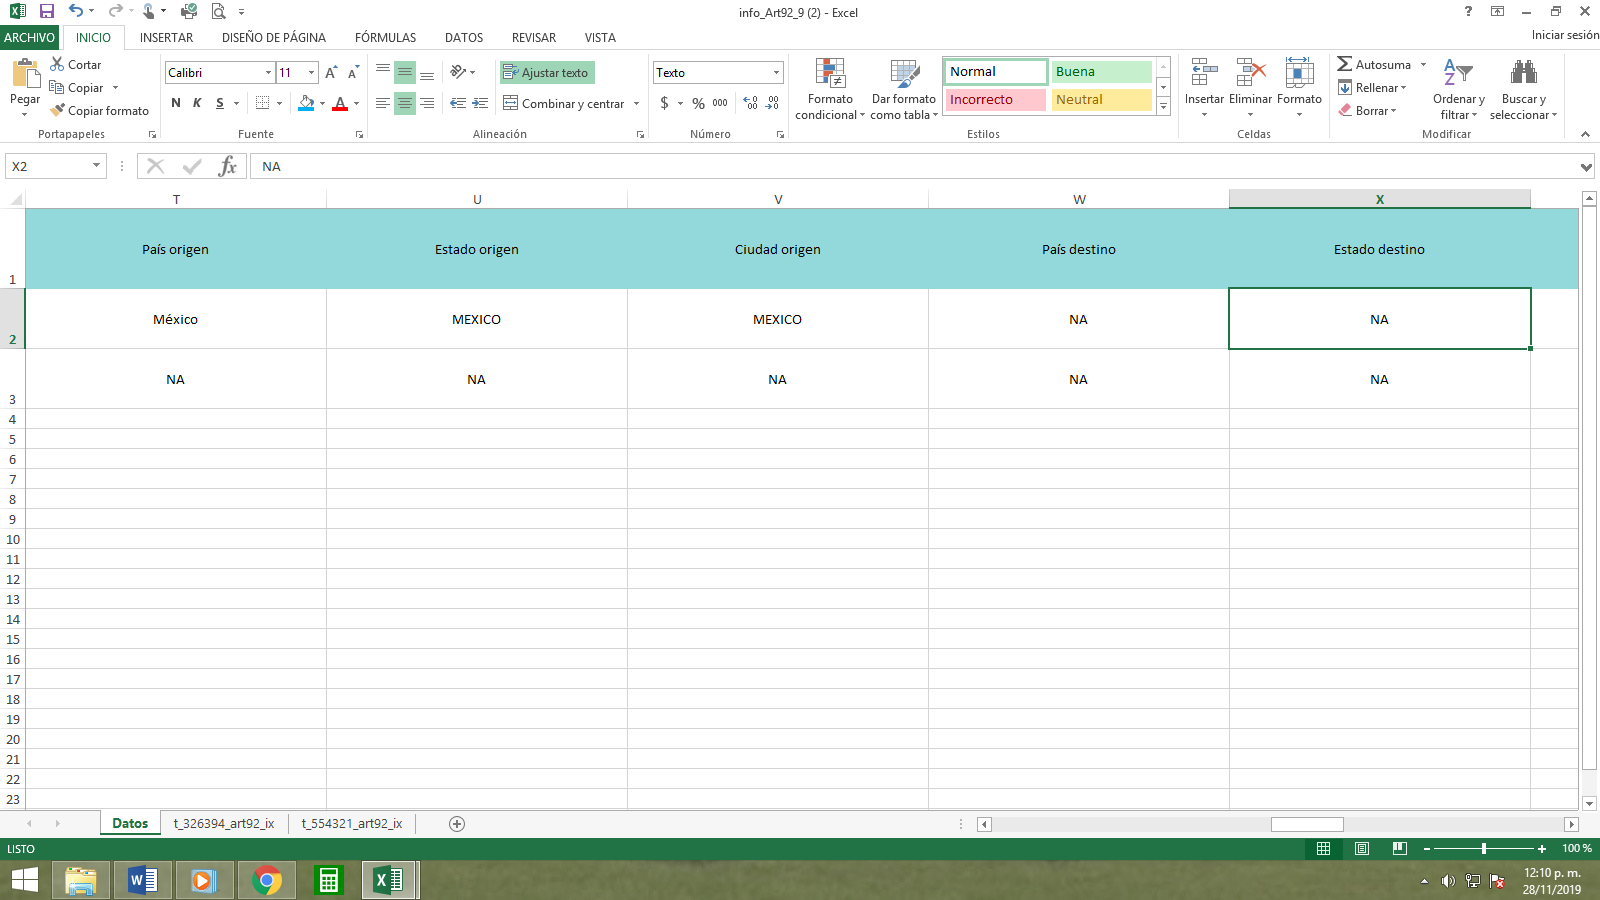 info_Art92_9 (2) - Excel
?
ARCHIVO INICIO INSERTAR DISEÑO DE PÁGINA FÓRMULAS DATOS REVISAR VISTA Iniciar sesión
Pegar
Cortar
Copiar
Copiar formato
Portapapeles
Calibri 11 A A
N K S A
Fuente
Ajustar texto
Combinar y centrar
Alineación
Texto
$ % 000 ,0 ,00 ,00 ,0
Número
Formato condicional
Dar formato como tabla
Normal Buena
Incorrecto Neutral
Estilos
Insertar Eliminar Formato
Celdas
Autosuma
Rellenar
Borrar
Ordenar y filtrar
Buscar y seleccionar
Modificar
X2 fx NA
T U V W X
1 País origen Estado origen Ciudad origen País destino Estado destino
2 México MEXICO MEXICO NA NA
3 NA NA NA NA NA
4
5
6
7
8
9
10
11
12
13
14
15
16
17
18
19
20
21
22
23
Datos t_326394_art92_ix t_554321_art92_ix
LISTO 100 %
12:10 p. m.
28/11/2019